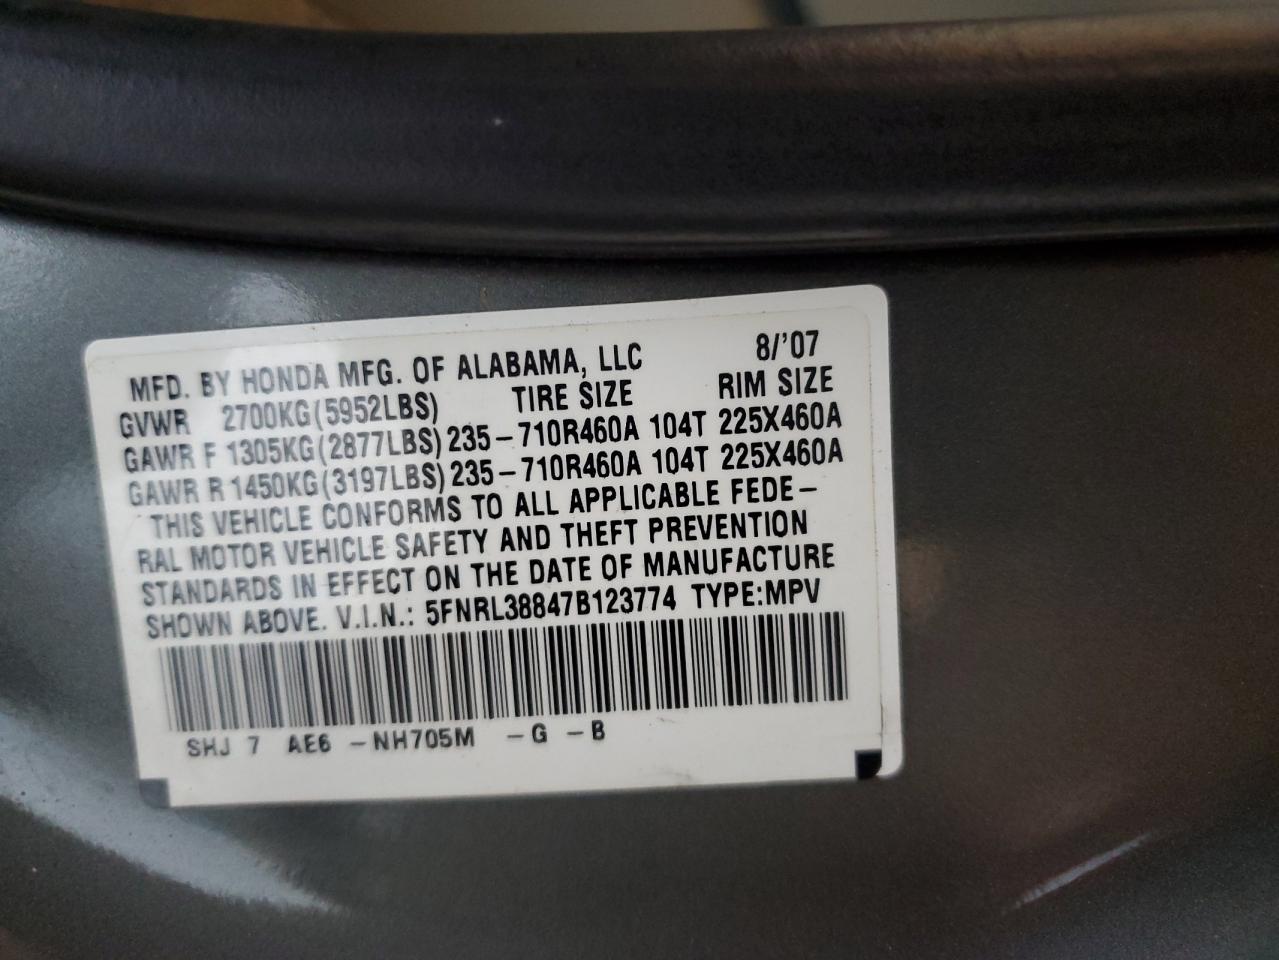 MFD. BY HONDA MFG. OF ALABAMA, LLC 8/'07
GVWR 2700KG(5952LBS) TIRE SIZE RIM SIZE
GAWR F 1305KG(2877LBS) 235-710R460A 104T 225X460A
GAWR R 1450KG(3197LBS) 235-710R460A 104T 225X460A
THIS VEHICLE CONFORMS TO ALL APPLICABLE FEDE-
RAL MOTOR VEHICLE SAFETY AND THEFT PREVENTION
STANDARDS IN EFFECT ON THE DATE OF MANUFACTURE
SHOWN ABOVE. V.I.N.: 5FNRL38847B123774 TYPE:MPV
SHJ 7 AE6 -NH705M -G -B